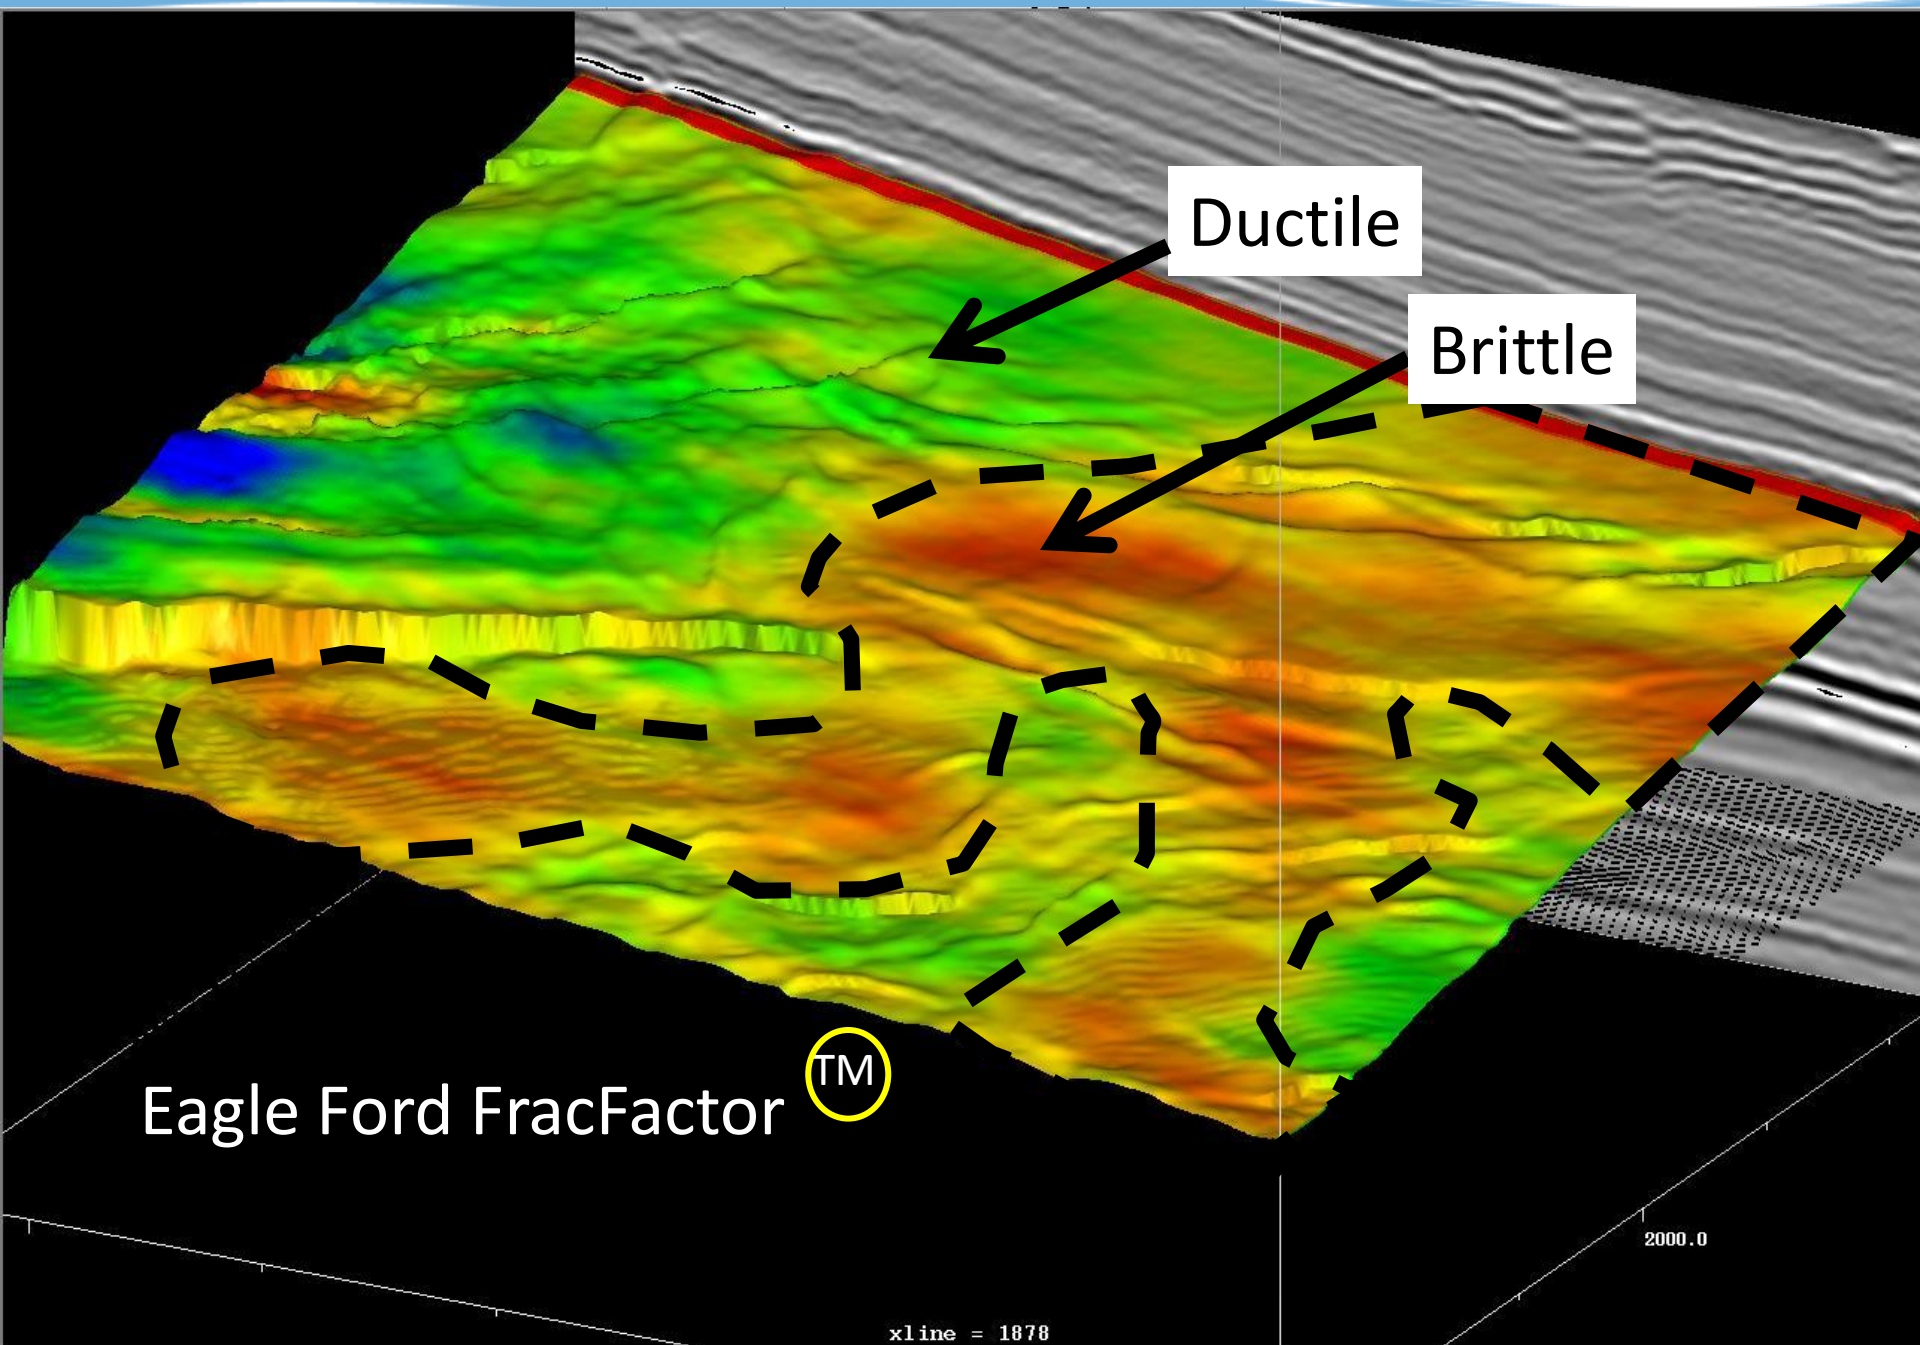 Ductile
Brittle
TM
Eagle Ford FracFactor
2000.0
xline = 1878